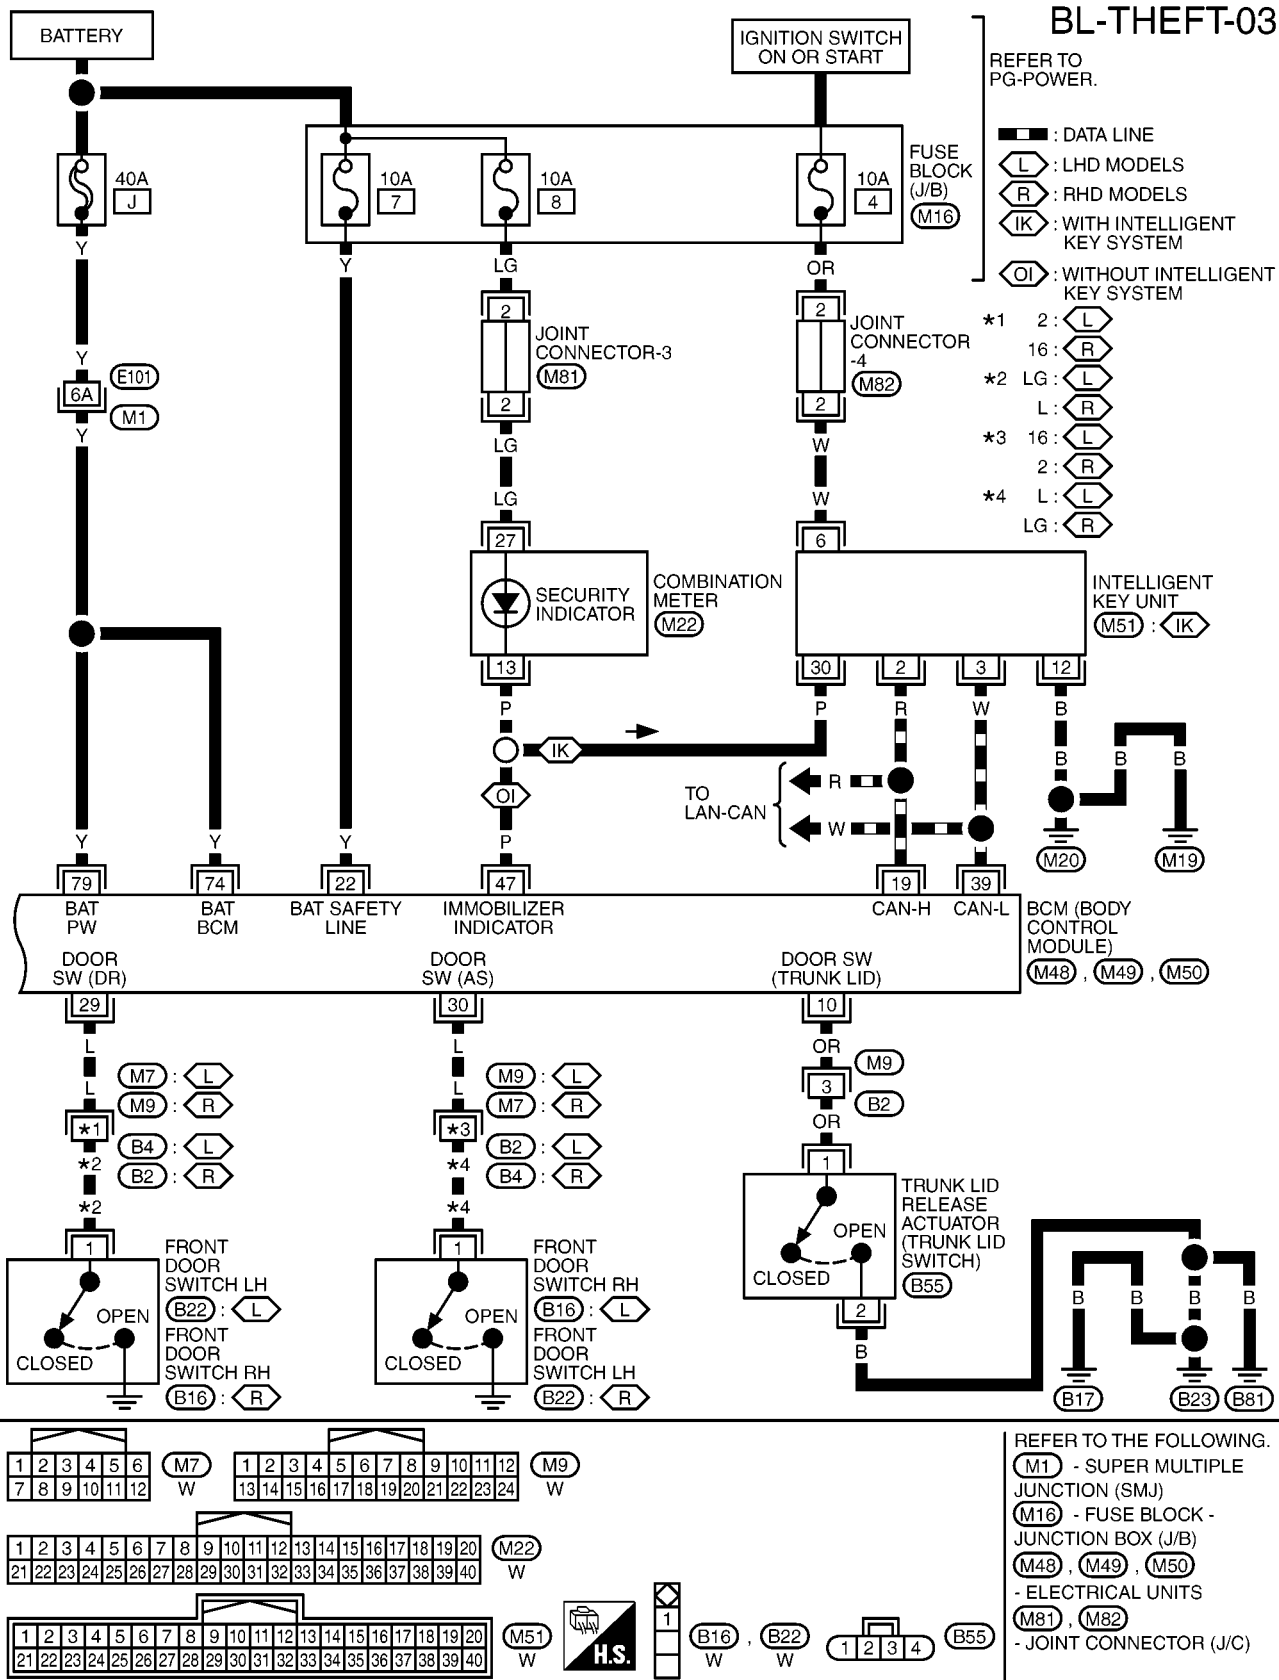 BL-THEFT-03
BATTERY
IGNITION SWITCH
ON OR START
REFER TO
PG-POWER.
: DATA LINE
L : LHD MODELS
R : RHD MODELS
IK : WITH INTELLIGENT
KEY SYSTEM
OI : WITHOUT INTELLIGENT
KEY SYSTEM
40A
J
10A
7
10A
8
10A
4
FUSE
BLOCK
(J/B)
M16
Y
Y
LG
OR
2
2
JOINT
CONNECTOR-3
M81
JOINT
CONNECTOR
-4
M82
2
2
*1 2 : L
16 : R
*2 LG : L
L : R
*3 16 : L
2 : R
*4 L : L
LG : R
Y
6A
E101
M1
Y
LG
W
LG
W
27
6
SECURITY
INDICATOR
COMBINATION
METER
M22
INTELLIGENT
KEY UNIT
M51 : IK
13
30
2
3
12
P
P
R
W
B
IK
OI
P
TO
LAN-CAN
R
W
B
B
B
M20
M19
Y
Y
Y
79
74
22
47
19
39
BAT
PW
BAT
BCM
BAT SAFETY
LINE
IMMOBILIZER
INDICATOR
CAN-H
CAN-L
BCM (BODY
CONTROL
MODULE)
M48 , M49 , M50
DOOR
SW (DR)
DOOR
SW (AS)
DOOR SW
(TRUNK LID)
29
30
10
L
L
OR
L
L
M7 : L
M9 : R
*1
B4 : L
B2 : R
*2
*2
M9 : L
M7 : R
*3
B2 : L
B4 : R
*4
*4
M9
3
B2
OR
1
1
1
FRONT
DOOR
SWITCH LH
B22 : L
FRONT
DOOR
SWITCH RH
B16 : R
OPEN
CLOSED
FRONT
DOOR
SWITCH RH
B16 : L
FRONT
DOOR
SWITCH LH
B22 : R
OPEN
CLOSED
TRUNK LID
RELEASE
ACTUATOR
(TRUNK LID
SWITCH)
B55
OPEN
CLOSED
2
B
B
B
B
B
B17
B23
B81
1 2 3 4 5 6
7 8 9 10 11 12
M7
W
1 2 3 4 5 6 7 8 9 10 11 12
13 14 15 16 17 18 19 20 21 22 23 24
M9
W
1 2 3 4 5 6 7 8 9 10 11 12 13 14 15 16 17 18 19 20
21 22 23 24 25 26 27 28 29 30 31 32 33 34 35 36 37 38 39 40
M22
W
1 2 3 4 5 6 7 8 9 10 11 12 13 14 15 16 17 18 19 20
21 22 23 24 25 26 27 28 29 30 31 32 33 34 35 36 37 38 39 40
M51
W
H.S.
1
B16 , B22
W W
1 2 3 4
B55
REFER TO THE FOLLOWING.
M1 - SUPER MULTIPLE
JUNCTION (SMJ)
M16 - FUSE BLOCK -
JUNCTION BOX (J/B)
M48 , M49 , M50
- ELECTRICAL UNITS
M81 , M82
- JOINT CONNECTOR (J/C)